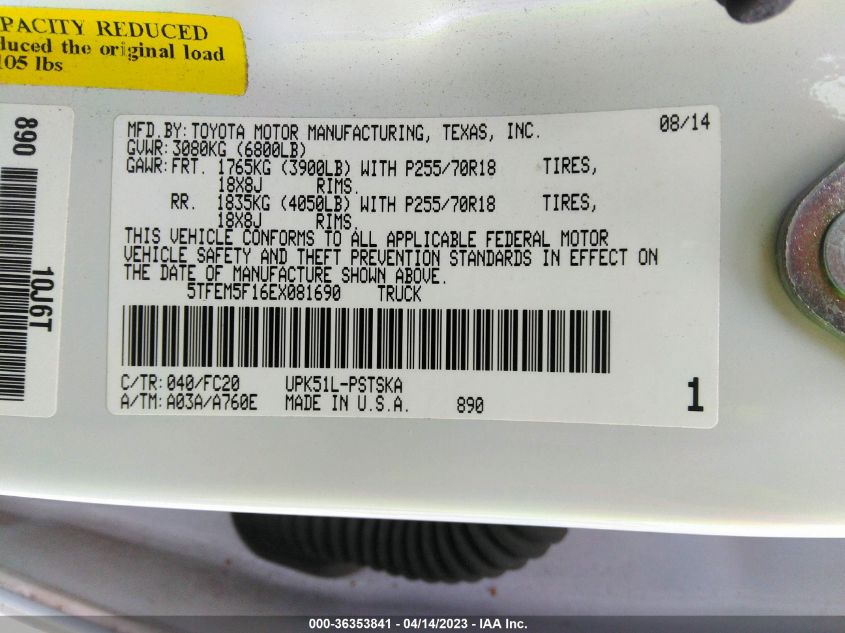 PACITY REDUCED
duced the original load
105 lbs
890
1QJ6T
MFD.BY: TOYOTA MOTOR MANUFACTURING, TEXAS, INC. 08/14
GVWR: 3080KG (6800LB)
GAWR: FRT. 1765KG (3900LB) WITH P255/70R18 TIRES,
18X8J RIMS.
RR. 1835KG (4050LB) WITH P255/70R18 TIRES,
18X8J RIMS.
THIS VEHICLE CONFORMS TO ALL APPLICABLE FEDERAL MOTOR
VEHICLE SAFETY AND THEFT PREVENTION STANDARDS IN EFFECT ON
THE DATE OF MANUFACTURE SHOWN ABOVE.
5TFEM5F16EX081690 TRUCK
C/TR: 040/FC20 UPK51L-PSTSKA
A/TM: A03A/A760E MADE IN U.S.A. 890 1
000-36353841 - 04/14/2023 - IAA Inc.